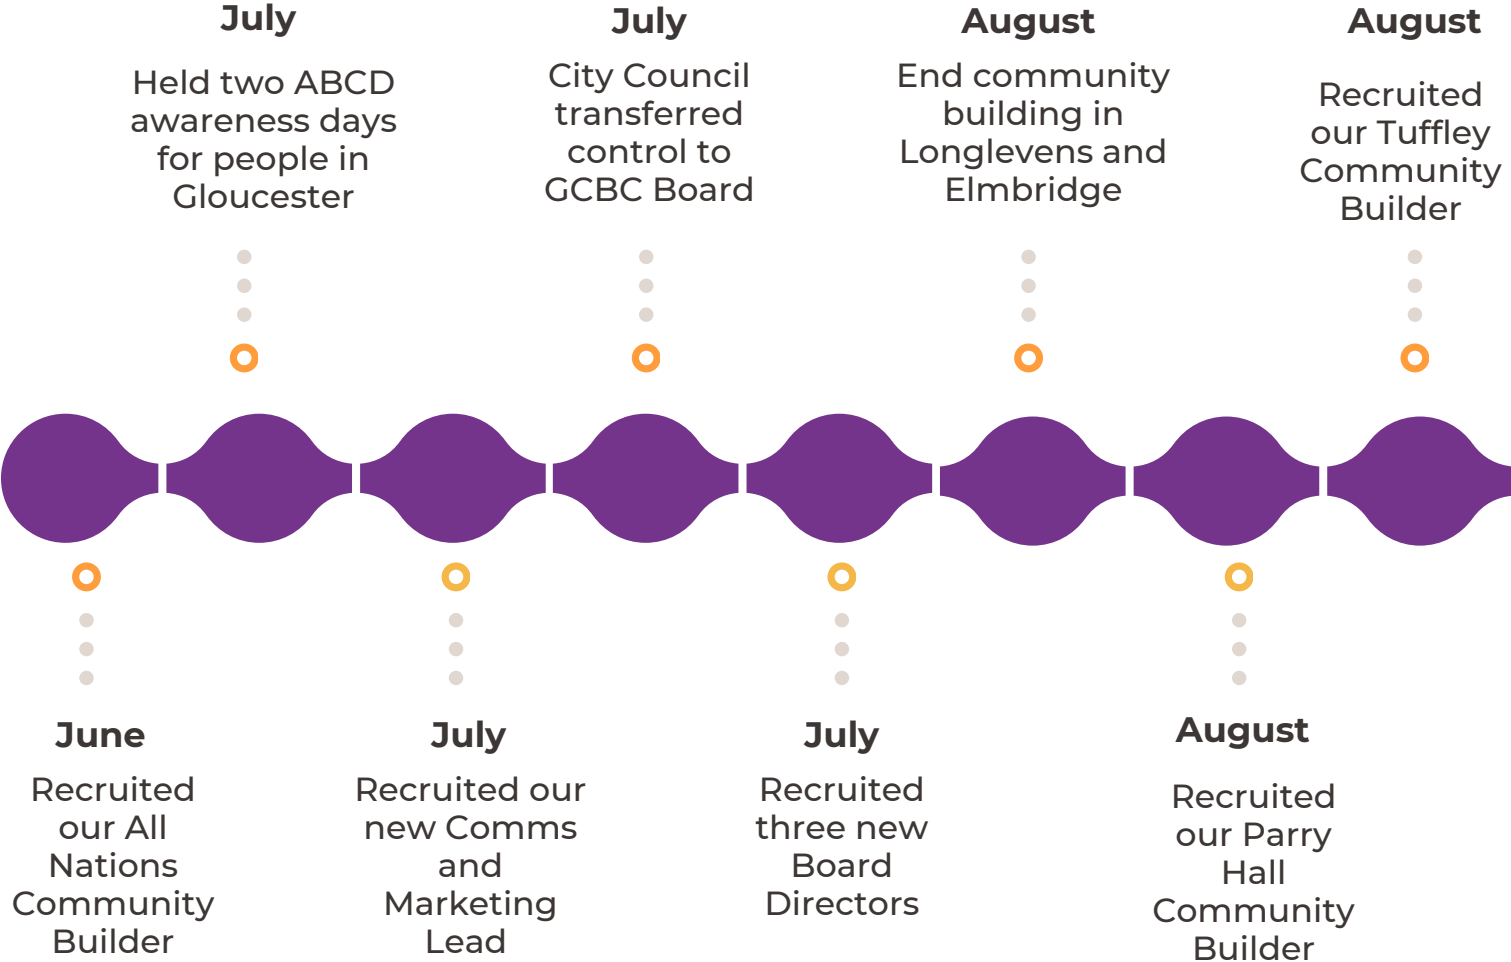 July
Held two ABCD
awareness days
for people in
Gloucester
July
City Council
transferred
control to
GCBC Board
August
End community
building in
Longlevens and
Elmbridge
August
Recruited
our Tuffley
Community
Builder
June
Recruited
our All
Nations
Community
Builder
July
Recruited our
new Comms
and
Marketing
Lead
July
Recruited
three new
Board
Directors
August
Recruited
our Parry
Hall
Community
Builder